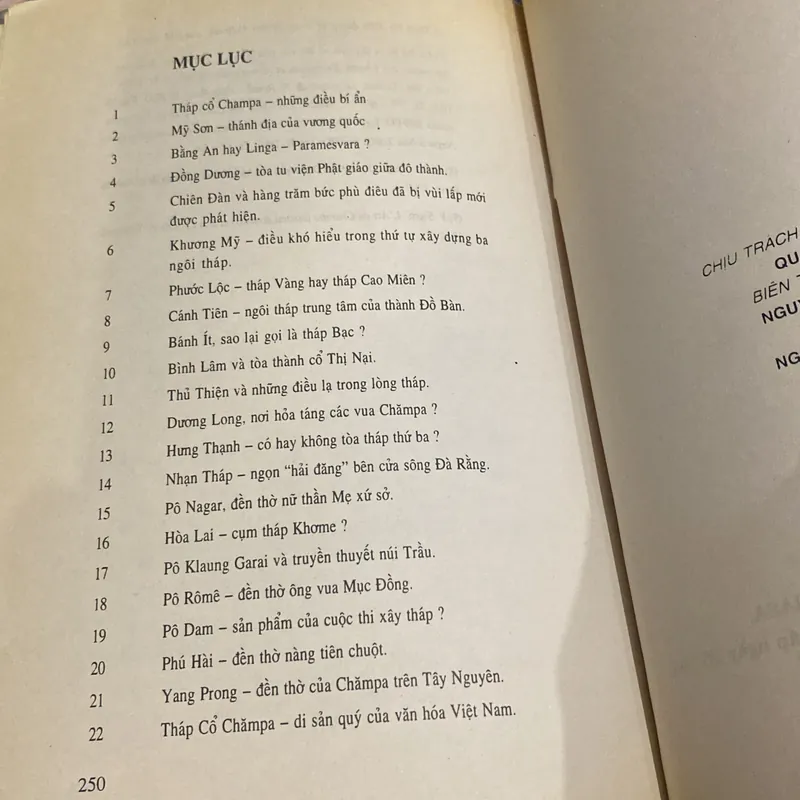 MỤC LỤC
1 Tháp cổ Champa – những điều bí ẩn
2 Mỹ Sơn – thánh địa của vương quốc
3 Bằng An hay Linga – Paramesvara ?
4 Đồng Dương – tòa tu viện Phật giáo giữa đô thành.
5 Chiên Đàn và hàng trăm bức phù điêu đã bị vùi lấp mới
được phát hiện.
6 Khương Mỹ – điều khó hiểu trong thứ tự xây dựng ba
ngôi tháp.
7 Phước Lộc – tháp Vàng hay tháp Cao Miên ?
8 Cánh Tiên – ngôi tháp trung tâm của thành Đồ Bàn.
9 Bánh Ít, sao lại gọi là tháp Bạc ?
10 Bình Lâm và tòa thành cổ Thị Nại.
11 Thủ Thiện và những điều lạ trong lòng tháp.
12 Dương Long, nơi hỏa táng các vua Chămpa ?
13 Hưng Thạnh – có hay không tòa tháp thứ ba ?
14 Nhạn Tháp – ngọn “hải đăng” bên cửa sông Đà Rằng.
15 Pô Nagar, đền thờ nữ thần Mẹ xứ sở.
16 Hòa Lai – cụm tháp Khơme ?
17 Pô Klaung Garai và truyền thuyết núi Trầu.
18 Pô Rômê – đền thờ ông vua Mục Đồng.
19 Pô Dam – sản phẩm của cuộc thi xây tháp ?
20 Phú Hài – đền thờ nàng tiên chuột.
21 Yang Prong – đền thờ của Chămpa trên Tây Nguyên.
22 Tháp Cổ Chămpa – di sản quý của văn hóa Việt Nam.
250
CHỊU TRÁCH
QU
BIÊN T
NGUY
NG